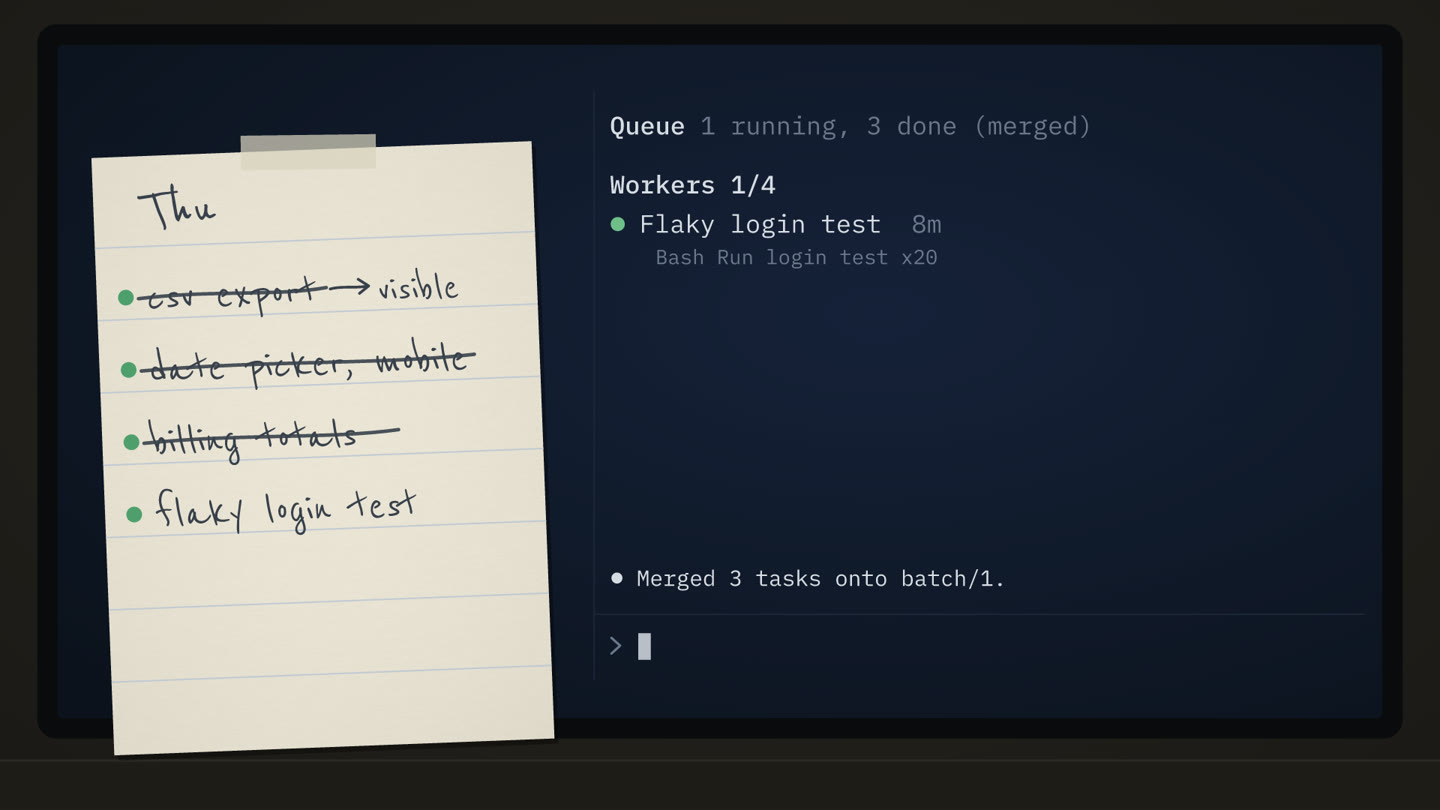 Thu
csv export → visible
date picker, mobile
billing totals
flaky login test
Queue 1 running, 3 done (merged)
Workers 1/4
Flaky login test 8m
Bash Run login test x20
Merged 3 tasks onto batch/1.
>